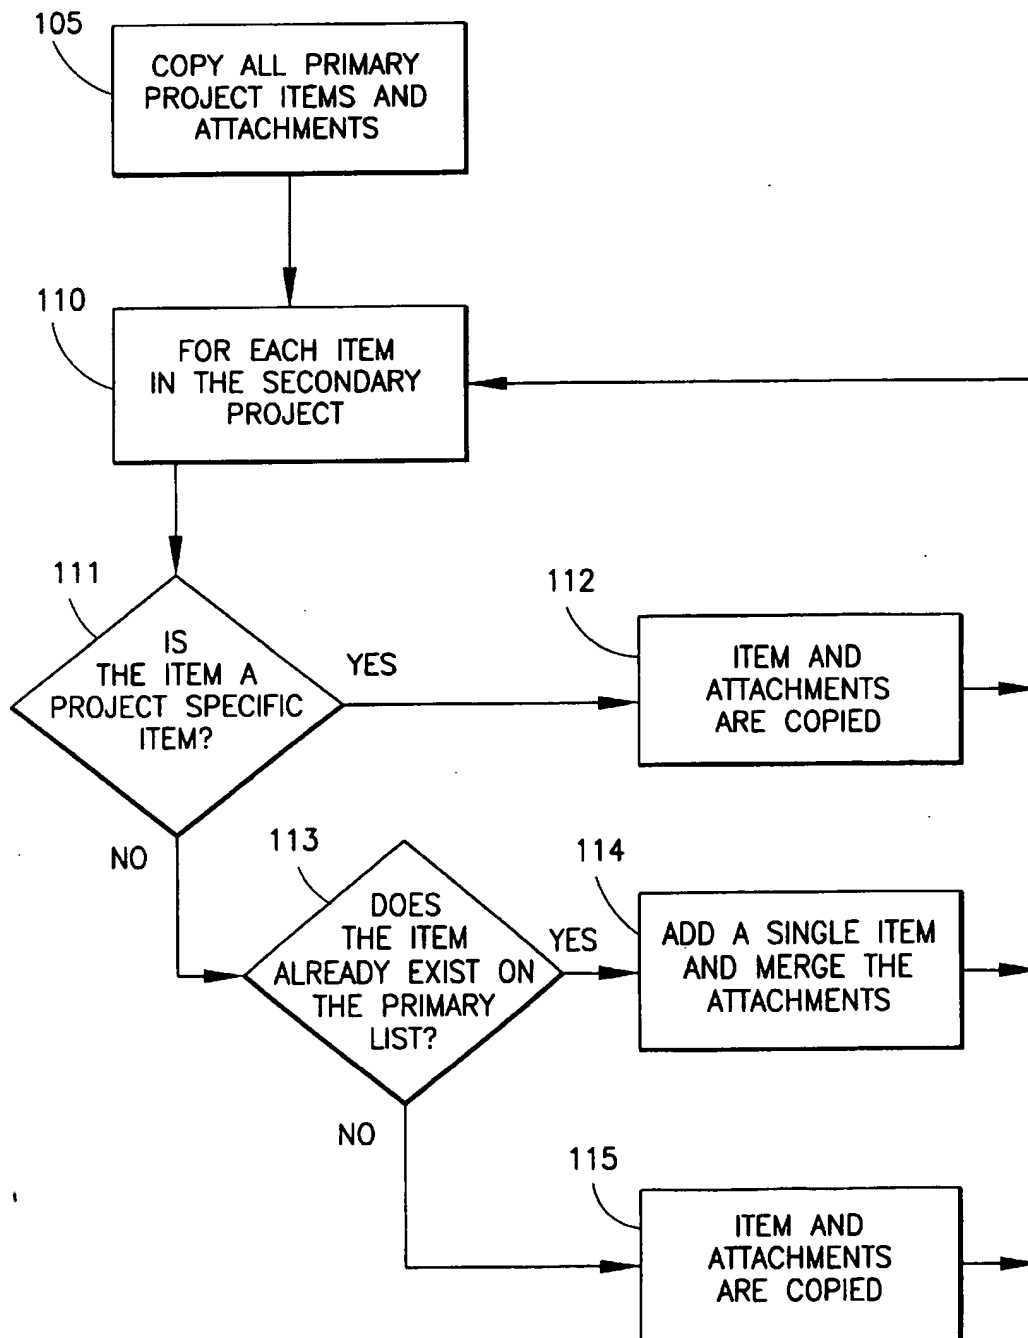 105
COPY ALL PRIMARY
PROJECT ITEMS AND
ATTACHMENTS
110
FOR EACH ITEM
IN THE SECONDARY
PROJECT
111
IS
THE ITEM A
PROJECT SPECIFIC
ITEM?
YES
112
ITEM AND
ATTACHMENTS
ARE COPIED
NO
113
DOES
THE ITEM
ALREADY EXIST ON
THE PRIMARY
LIST?
YES
114
ADD A SINGLE ITEM
AND MERGE THE
ATTACHMENTS
NO
115
ITEM AND
ATTACHMENTS
ARE COPIED